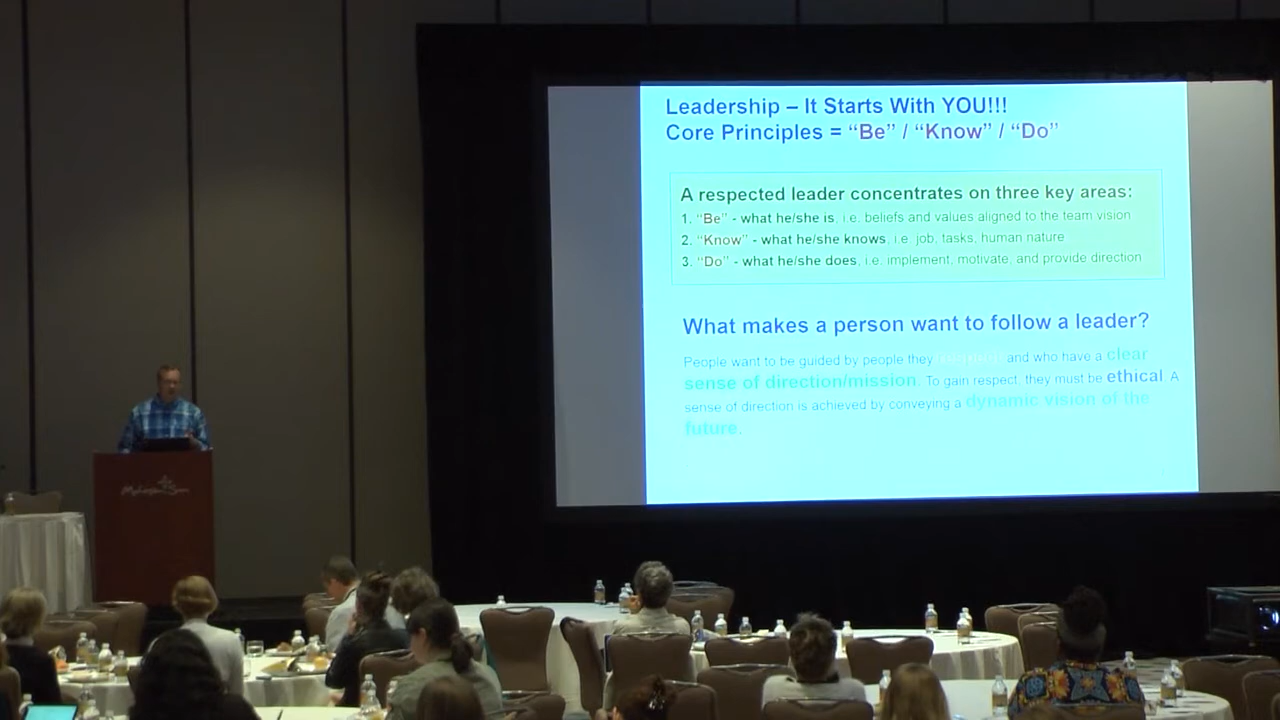 Leadership – It Starts With YOU!!!
Core Principles = “Be” / “Know” / “Do”
A respected leader concentrates on three key areas:
1. “Be” - what he/she is, i.e. beliefs and values aligned to the team vision
2. “Know” - what he/she knows, i.e. job, tasks, human nature
3. “Do” - what he/she does, i.e. implement, motivate, and provide direction
What makes a person want to follow a leader?
People want to be guided by people they respect and who have a clear
sense of direction/mission. To gain respect, they must be ethical. A
sense of direction is achieved by conveying a dynamic vision of the
future.
Mohegan Sun